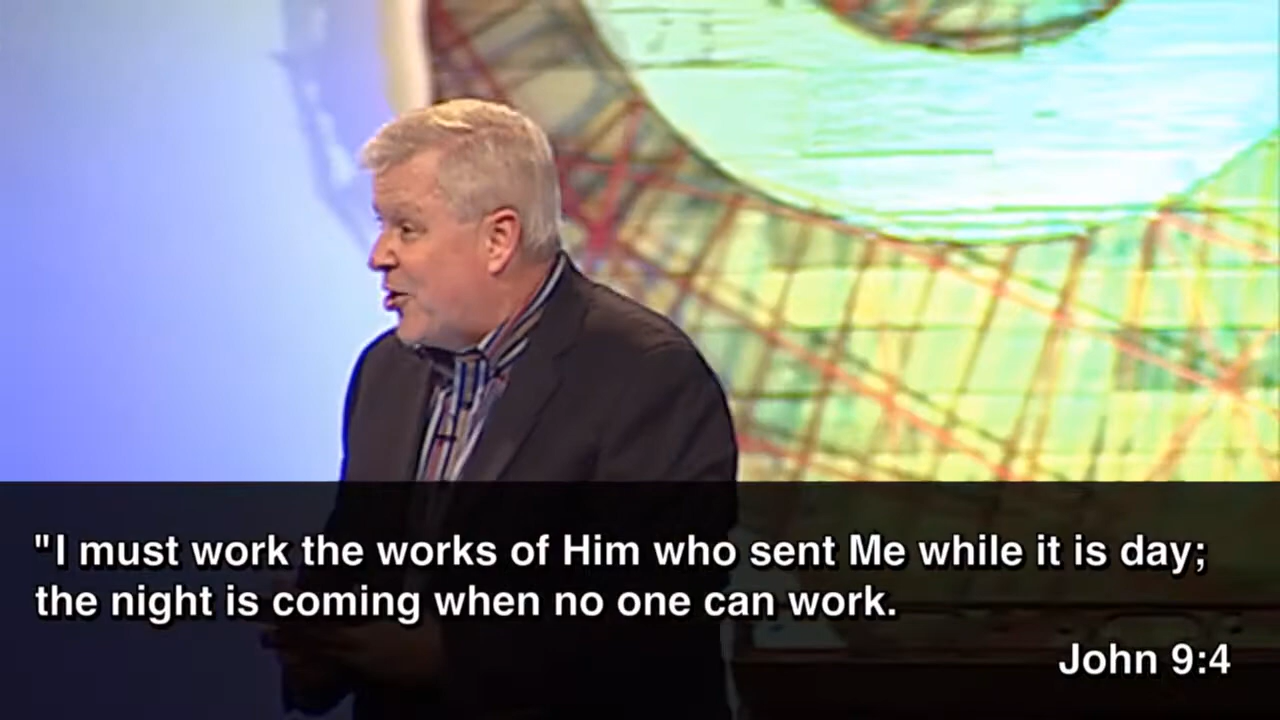 "I must work the works of Him who sent Me while it is day;
the night is coming when no one can work.
John 9:4